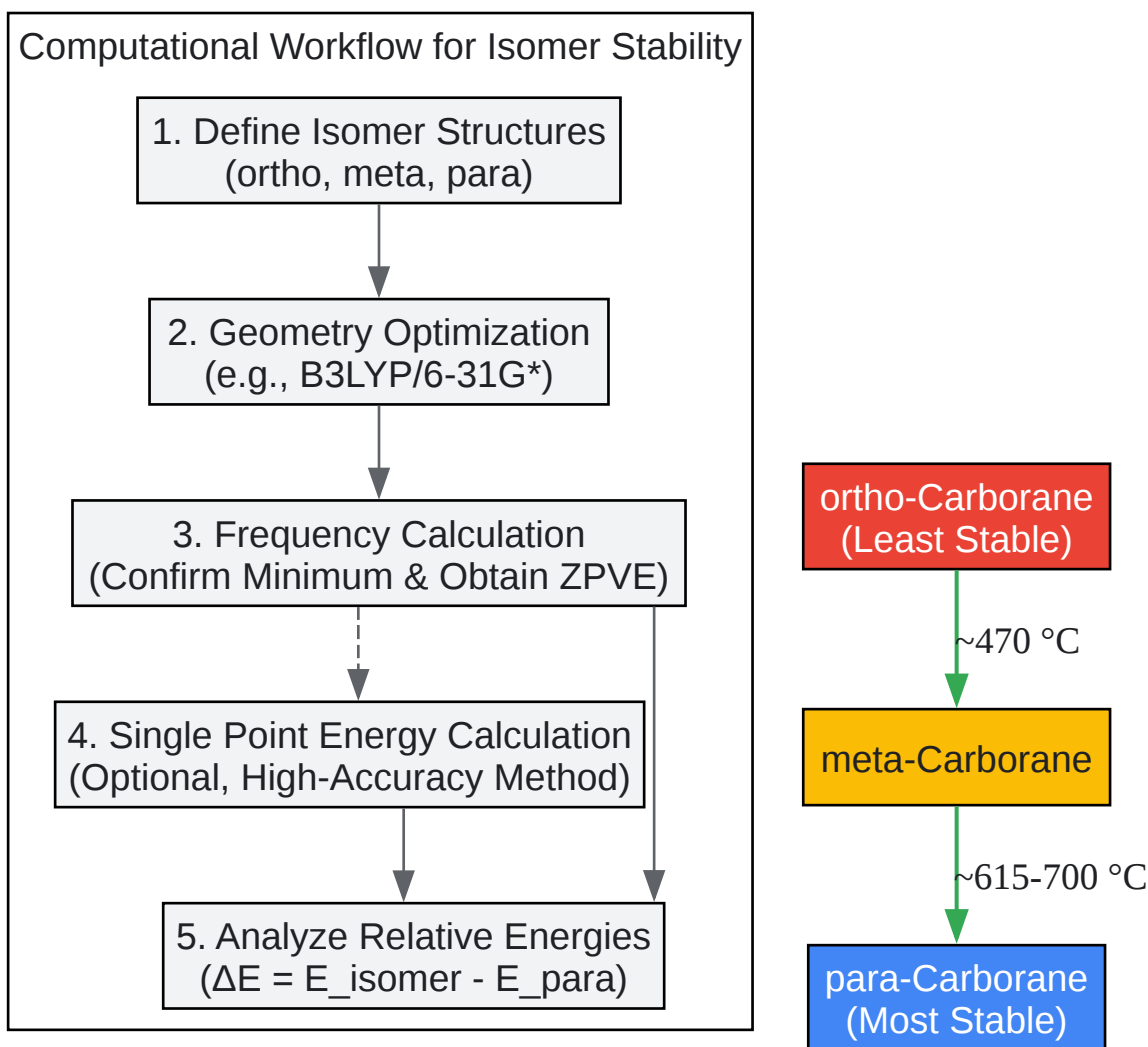 Computational Workflow for Isomer Stability
1. Define Isomer Structures
(ortho, meta, para)
2. Geometry Optimization
(e.g., B3LYP/6-31G*)
3. Frequency Calculation
(Confirm Minimum & Obtain ZPVE)
4. Single Point Energy Calculation
(Optional, High-Accuracy Method)
5. Analyze Relative Energies
(ΔE = E_isomer - E_para)
ortho-Carborane
(Least Stable)
~470 °C
meta-Carborane
~615-700 °C
para-Carborane
(Most Stable)